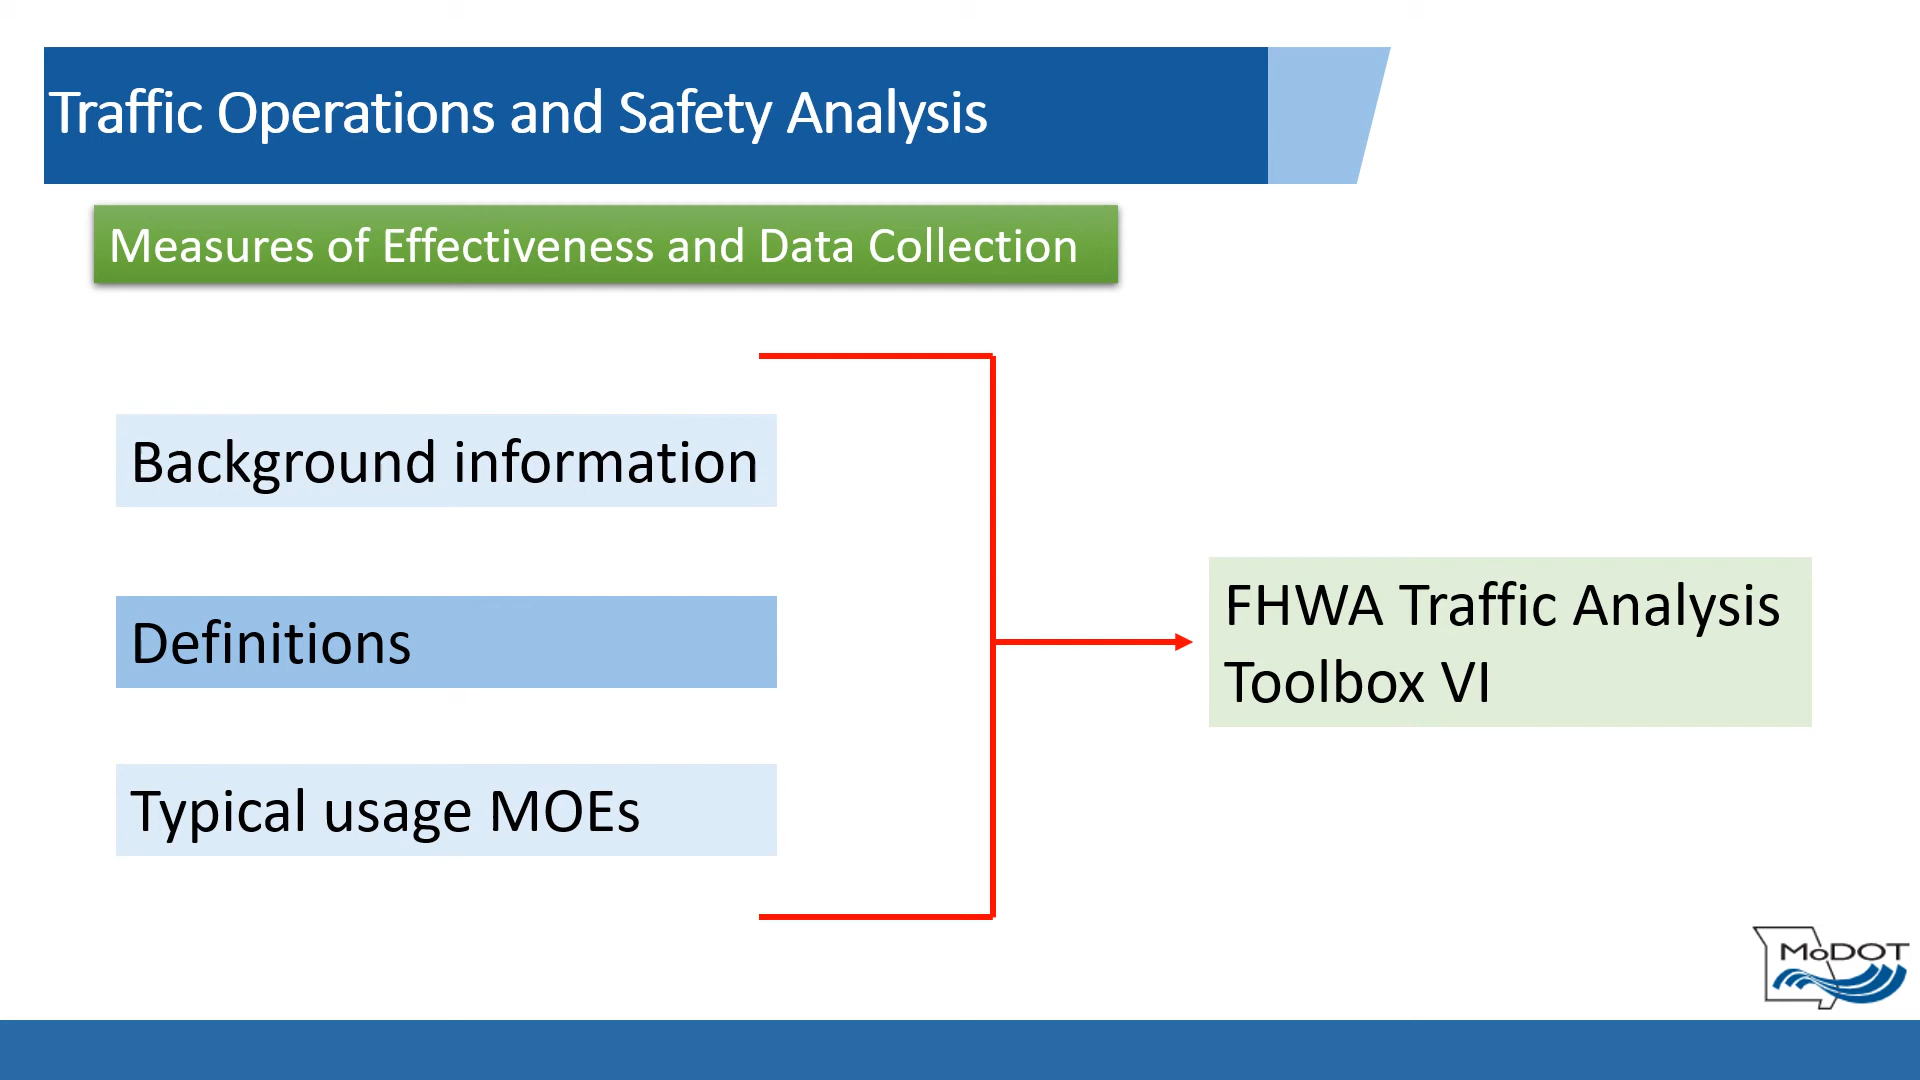 Traffic Operations and Safety Analysis
Measures of Effectiveness and Data Collection
Background information
Definitions
Typical usage MOEs
FHWA Traffic Analysis
Toolbox VI
MoDOT